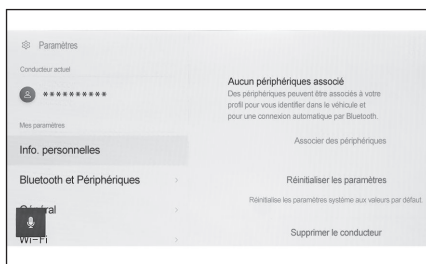 Paramètres
Conducteur actuel
**********
Mes paramètres
Info. personnelles
Bluetooth et Périphériques
Général
Wi-Fi
Aucun périphériques associé
Des périphériques peuvent être associés à votre
profil pour vous identifier dans le véhicule et
pour une connexion automatique par Bluetooth.
Associer des périphériques
Réinitialiser les paramètres
Réinitialise les paramètres système aux valeurs par défaut.
Supprimer le conducteur